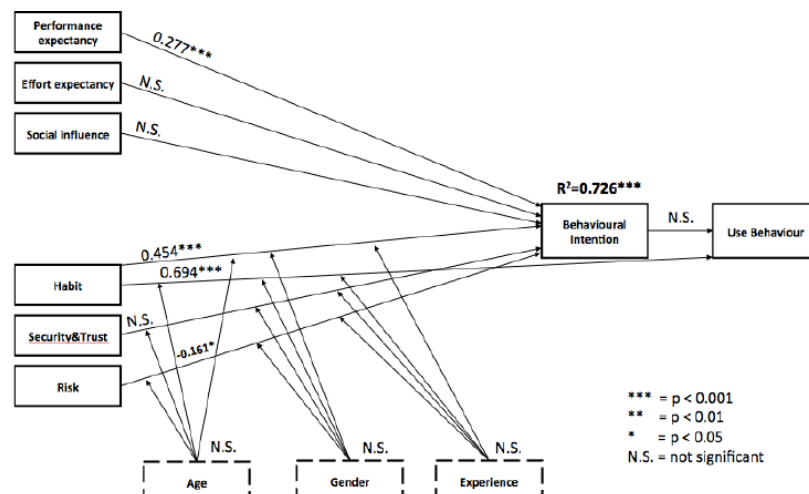 Performance
expectancy
0.277***
Effort expectancy
N.S.
Social influence
N.S.
R²=0.726***
Behavioural
Intention
N.S.
Use Behaviour
0.454***
0.694***
Habit
N.S.
Security&Trust
-0.161*
Risk
*** = p < 0.001
** = p < 0.01
* = p < 0.05
N.S. = not significant
N.S.
N.S.
N.S.
Age
Gender
Experience